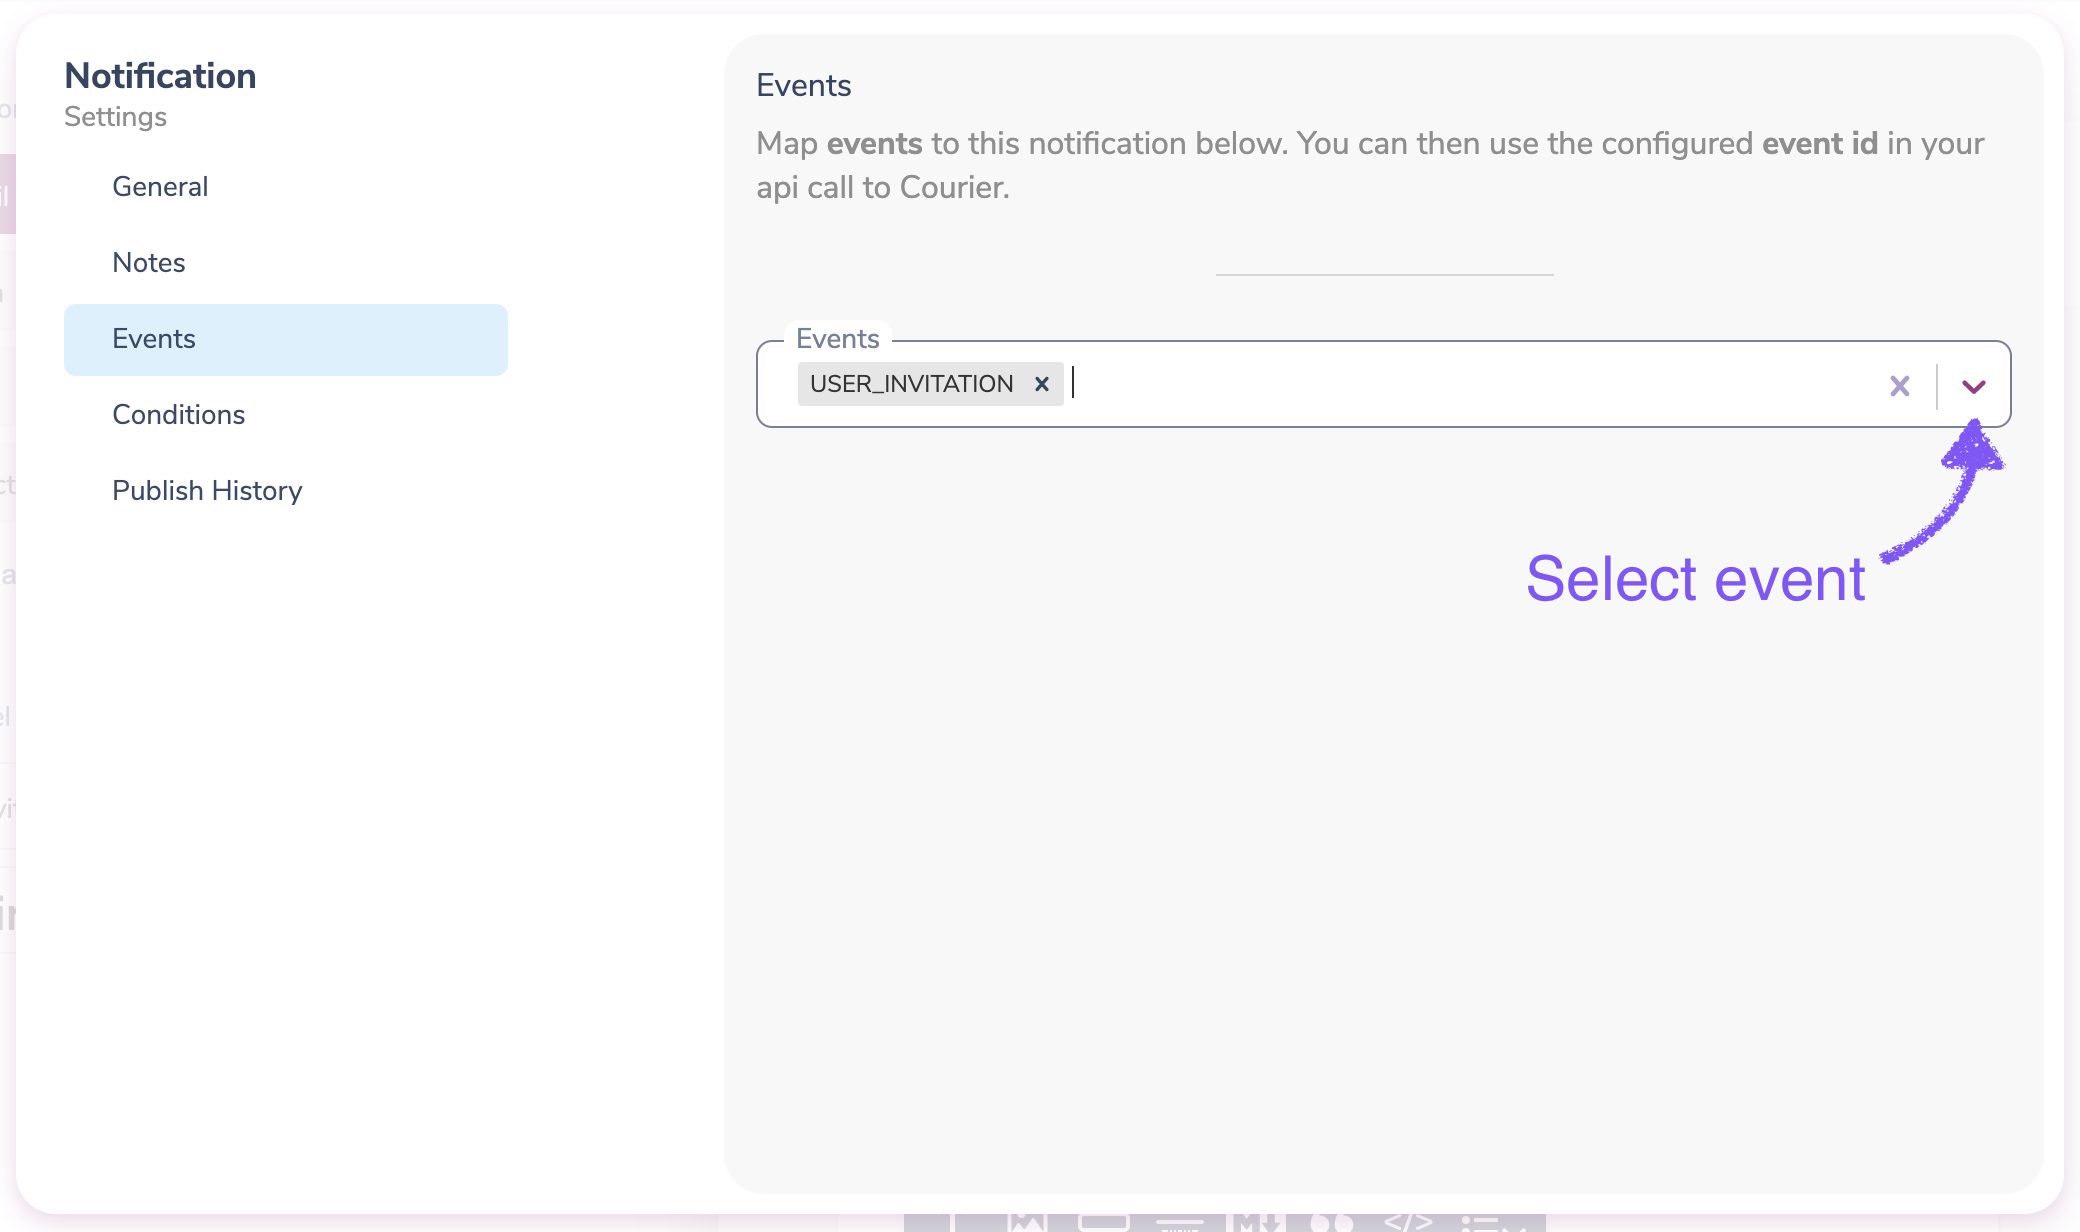 Notification
Settings
General
Notes
Events
Conditions
Publish History
Events
Map events to this notification below. You can then use the configured event id in your
api call to Courier.
Events
USER_INVITATION
Select event